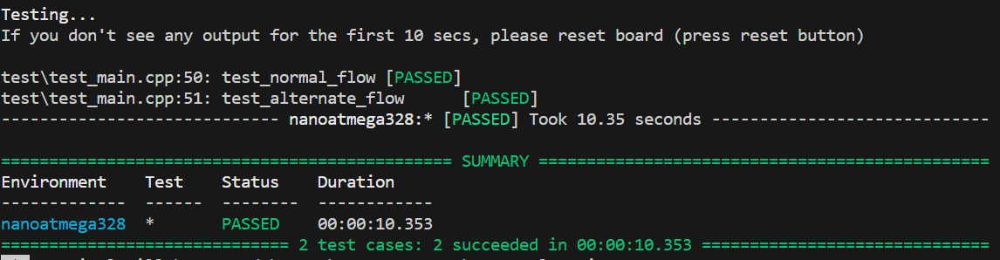 Testing...
If you don't see any output for the first 10 secs, please reset board (press reset button)
test\test_main.cpp:50: test_normal_flow [PASSED]
test\test_main.cpp:51: test_alternate_flow      [PASSED]
----------------------------- nanoatmega328:* [PASSED] Took 10.35 seconds -----------------------------
=============================================== SUMMARY ===============================================
Environment    Test    Status    Duration
-------------  ------  --------  ------------
nanoatmega328  *       PASSED    00:00:10.353
============================== 2 test cases: 2 succeeded in 00:00:10.353 ==============================